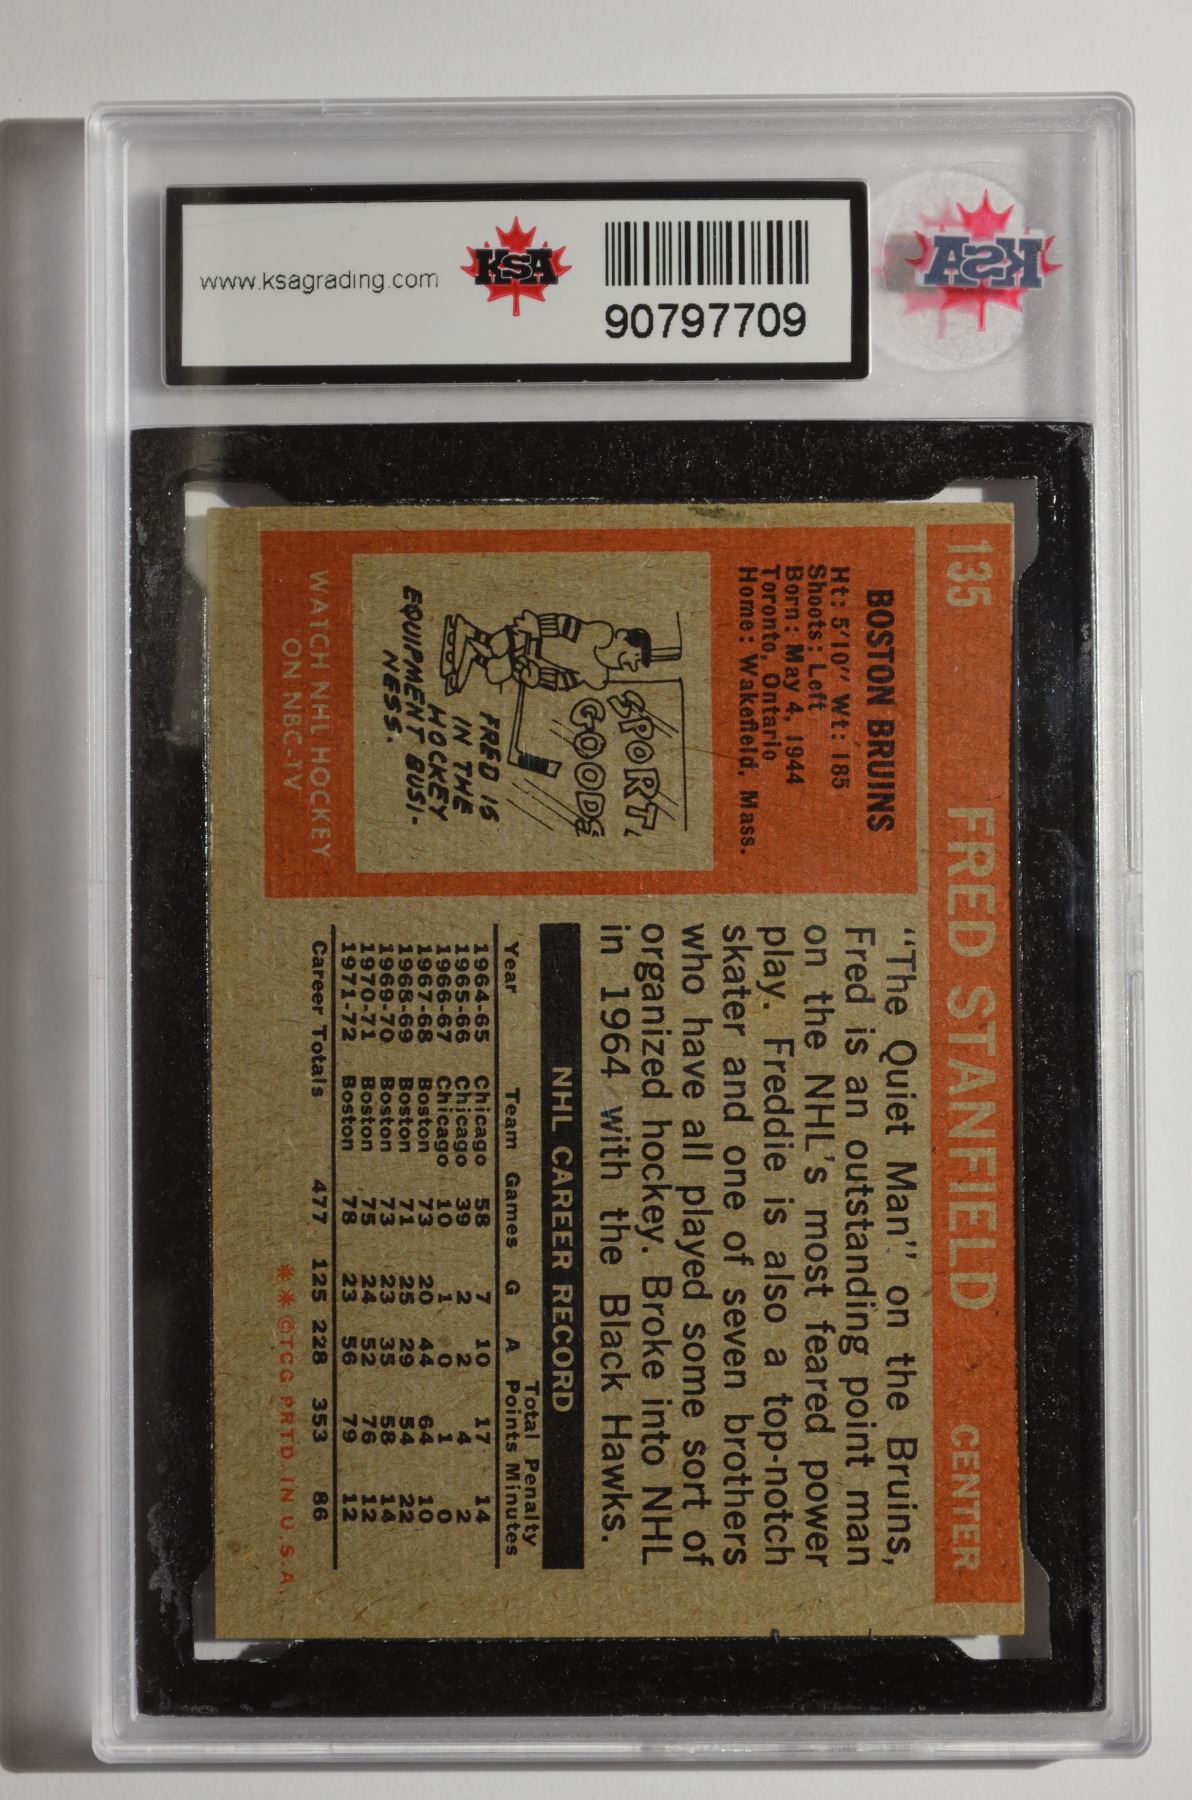 www.ksagrading.com
KSA
90797709
KSA
135
FRED STANFIELD
CENTER
BOSTON BRUINS
Ht: 5'10" Wt: 185
Shoots: Left
Born: May 4, 1944
Toronto, Ontario
Home: Wakefield, Mass.
SPORT
GOODS
FRED IS
IN THE
HOCKEY
EQUIPMENT BUSI-
NESS.
WATCH NHL HOCKEY
ON NBC-TV
"The Quiet Man" on the Bruins,
Fred is an outstanding point man
on the NHL's most feared power
play. Freddie is also a top-notch
skater and one of seven brothers
who have all played some sort of
organized hockey. Broke into NHL
in 1964 with the Black Hawks.
NHL CAREER RECORD
Year Team Games G A Total Points Penalty Minutes
1964-65 Chicago 58 7 10 17 14
1965-66 Chicago 39 2 2 4 2
1966-67 Chicago 10 1 0 1 0
1967-68 Boston 73 20 44 64 10
1968-69 Boston 71 25 29 54 22
1969-70 Boston 73 23 35 58 14
1970-71 Boston 75 24 52 76 12
1971-72 Boston 78 23 56 79 12
Career Totals 477 125 228 353 86
**©TCG PRTD. IN U.S.A.